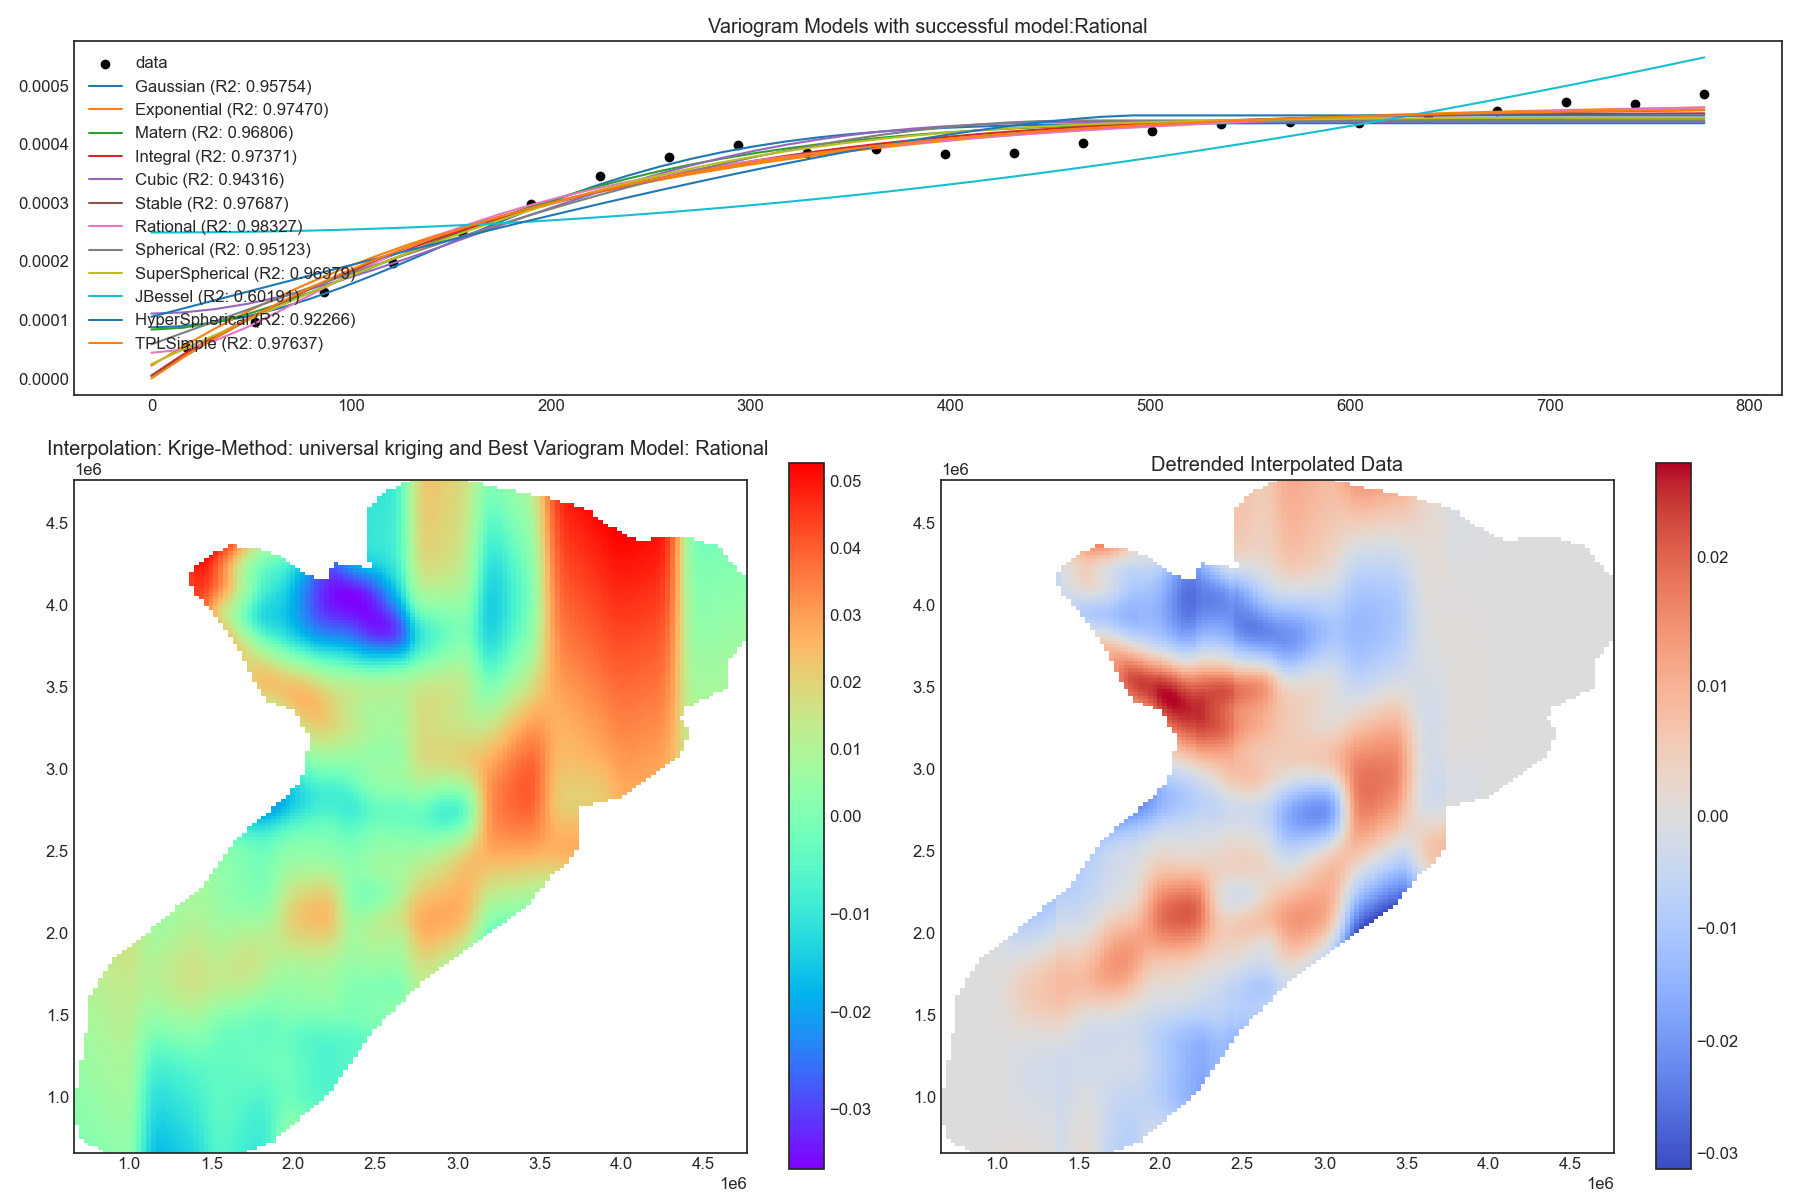 Variogram Models with successful model:Rational
0.0005
0.0004
0.0003
0.0002
0.0001
0.0000
data
Gaussian (R2: 0.95754)
Exponential (R2: 0.97470)
Matern (R2: 0.96806)
Integral (R2: 0.97371)
Cubic (R2: 0.94316)
Stable (R2: 0.97687)
Rational (R2: 0.98327)
Spherical (R2: 0.95123)
SuperSpherical (R2: 0.96979)
JBessel (R2: 0.60191)
HyperSpherical (R2: 0.92266)
TPLSimple (R2: 0.97637)
0 100 200 300 400 500 600 700 800
Interpolation: Krige-Method: universal kriging and Best Variogram Model: Rational
1e6
4.5
4.0
3.5
3.0
2.5
2.0
1.5
1.0
1.0 1.5 2.0 2.5 3.0 3.5 4.0 4.5
1e6
0.05
0.04
0.03
0.02
0.01
0.00
−0.01
−0.02
−0.03
Detrended Interpolated Data
1e6
4.5
4.0
3.5
3.0
2.5
2.0
1.5
1.0
1.0 1.5 2.0 2.5 3.0 3.5 4.0 4.5
1e6
0.02
0.01
0.00
−0.01
−0.02
−0.03